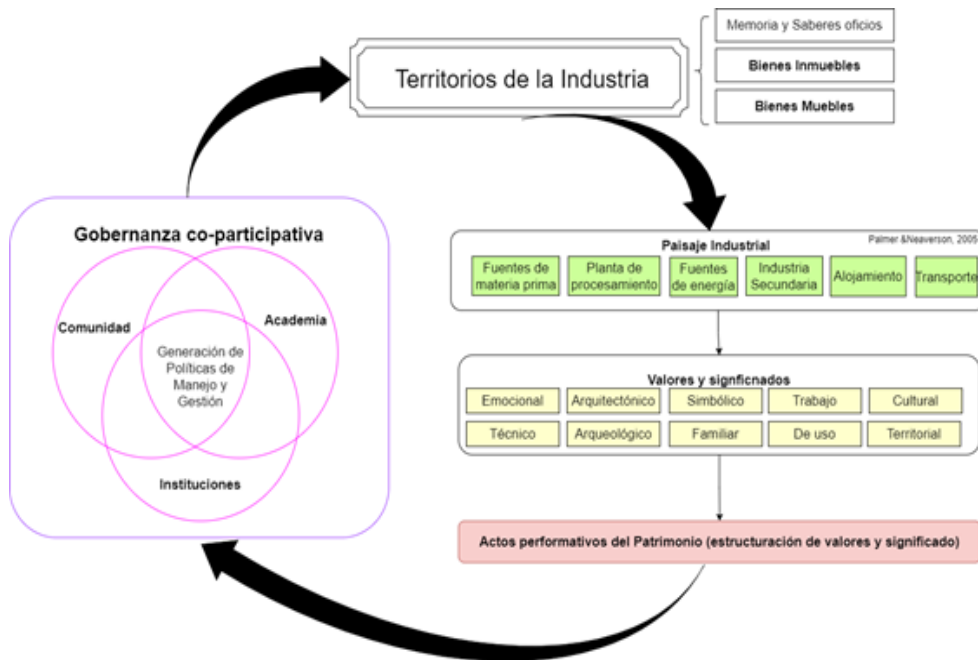 Territorios de la Industria
Memoria y Saberes oficios
Bienes Inmuebles
Bienes Muebles
Paisaje Industrial
Palmer &Neaverson, 2005
Fuentes de
materia prima
Planta de
procesamiento
Fuentes
de energía
Industria
Secundaria
Alojamiento
Transporte
Valores y signficnados
Emocional
Arquitectónico
Simbólico
Trabajo
Cultural
Técnico
Arqueológico
Familiar
De uso
Territorial
Actos performativos del Patrimonio (estructuración de valores y significado)
Gobernanza co-participativa
Comunidad
Academia
Generación de
Políticas de
Manejo y
Gestión
Instituciones